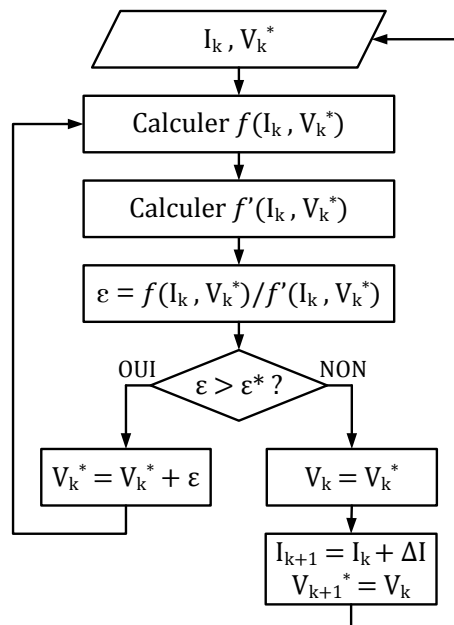 Iₖ , Vₖ*
Calculer f(Iₖ , Vₖ*)
Calculer f'(Iₖ , Vₖ*)
ε = f(Iₖ , Vₖ*)/f'(Iₖ , Vₖ*)
OUI
NON
ε > ε* ?
Vₖ* = Vₖ* + ε
Vₖ = Vₖ*
Iₖ₊₁ = Iₖ + ΔI
Vₖ₊₁* = Vₖ